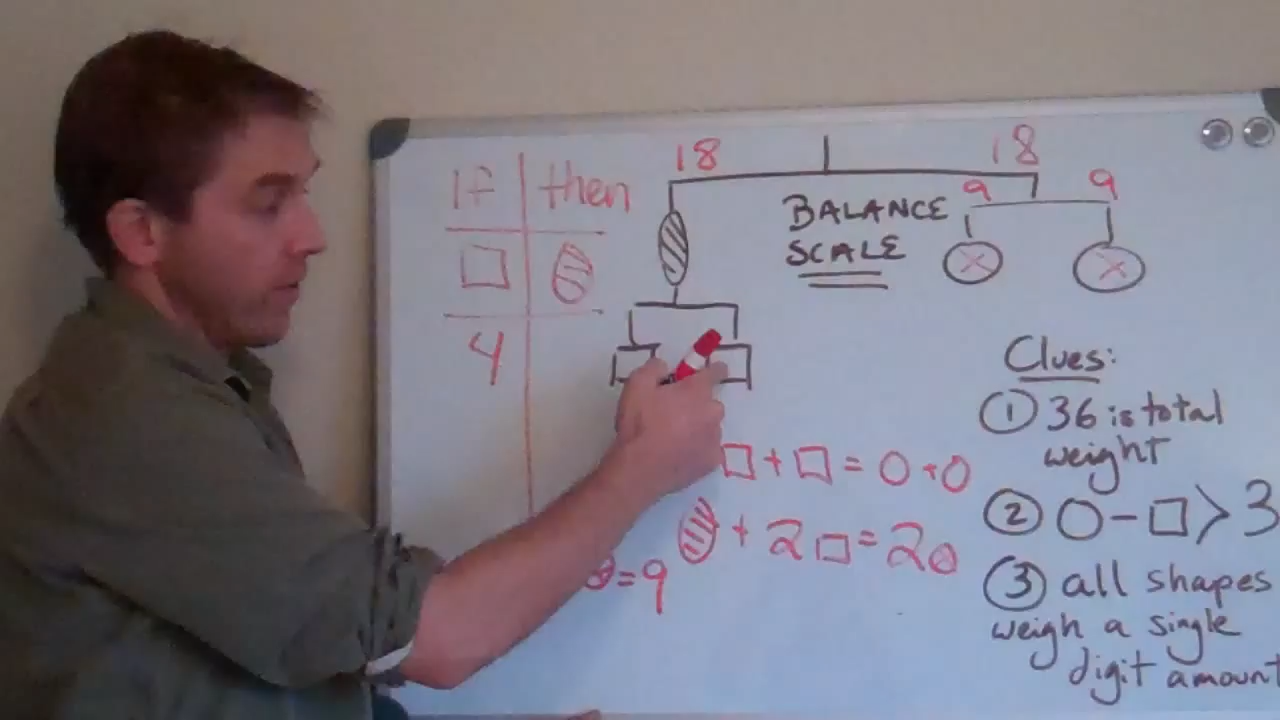 If then
4
18 18
9 9
BALANCE
SCALE
x x
□ + □ = O + O
+ 2□ = 2O
= 9
Clues:
① 36 is total
weight
② O - □ > 3
③ all shapes
weigh a single
digit amount